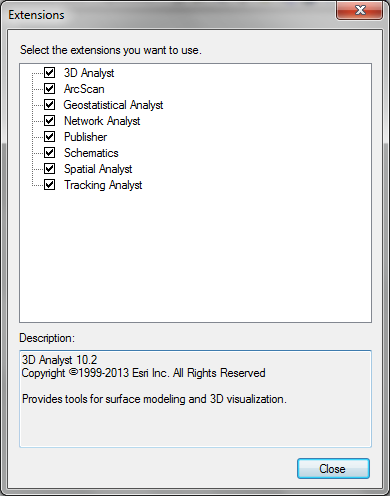 Extensions
Select the extensions you want to use.
3D Analyst
ArcScan
Geostatistical Analyst
Network Analyst
Publisher
Schematics
Spatial Analyst
Tracking Analyst
Description:
3D Analyst 10.2
Copyright ©1999-2013 Esri Inc. All Rights Reserved
Provides tools for surface modeling and 3D visualization.
Close